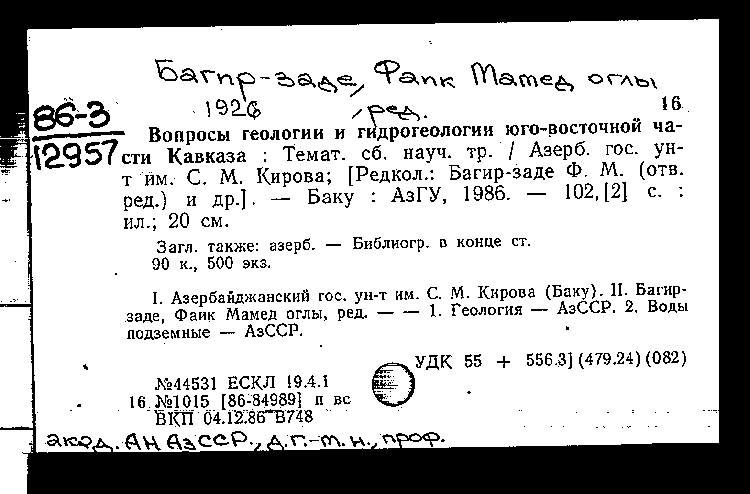 Багир-заде, Фаик Мамед оглы
1926 , ред.
16
86-3
12957
Вопросы геологии и гидрогеологии юго-восточной ча-
сти Кавказа : Темат. сб. науч. тр. / Азерб. гос. ун-
т им. С. М. Кирова; [Редкол.: Багир-заде Ф. М. (отв.
ред.) и др.]. — Баку : АзГУ, 1986. — 102,[2] с. :
ил.; 20 см.
Загл. также: азерб. — Библиогр. в конце ст.
90 к., 500 экз.
I. Азербайджанский гос. ун-т им. С. М. Кирова (Баку). II. Багир-
заде, Фаик Мамед оглы, ред. — — 1. Геология — АзССР. 2. Воды
подземные — АзССР.
УДК 55 + 556.3](479.24)(082)
№44531 ЕСКЛ 19.4.1
16 №1015 [86-84989] п вс
ВКП 04.12.86 В748
акад. АН АзССР., д.г.-м.н., проф.